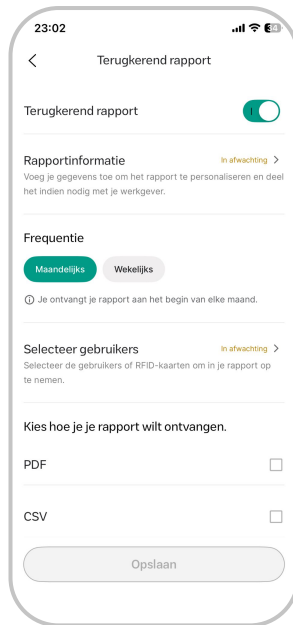 23:02
34
Terugkerend rapport
Terugkerend rapport
Rapportinformatie
In afwachting
Voeg je gegevens toe om het rapport te personaliseren en deel
het indien nodig met je werkgever.
Frequentie
Maandelijks
Wekelijks
Je ontvangt je rapport aan het begin van elke maand.
Selecteer gebruikers
In afwachting
Selecteer de gebruikers of RFID-kaarten om in je rapport op
te nemen.
Kies hoe je je rapport wilt ontvangen.
PDF
CSV
Opslaan